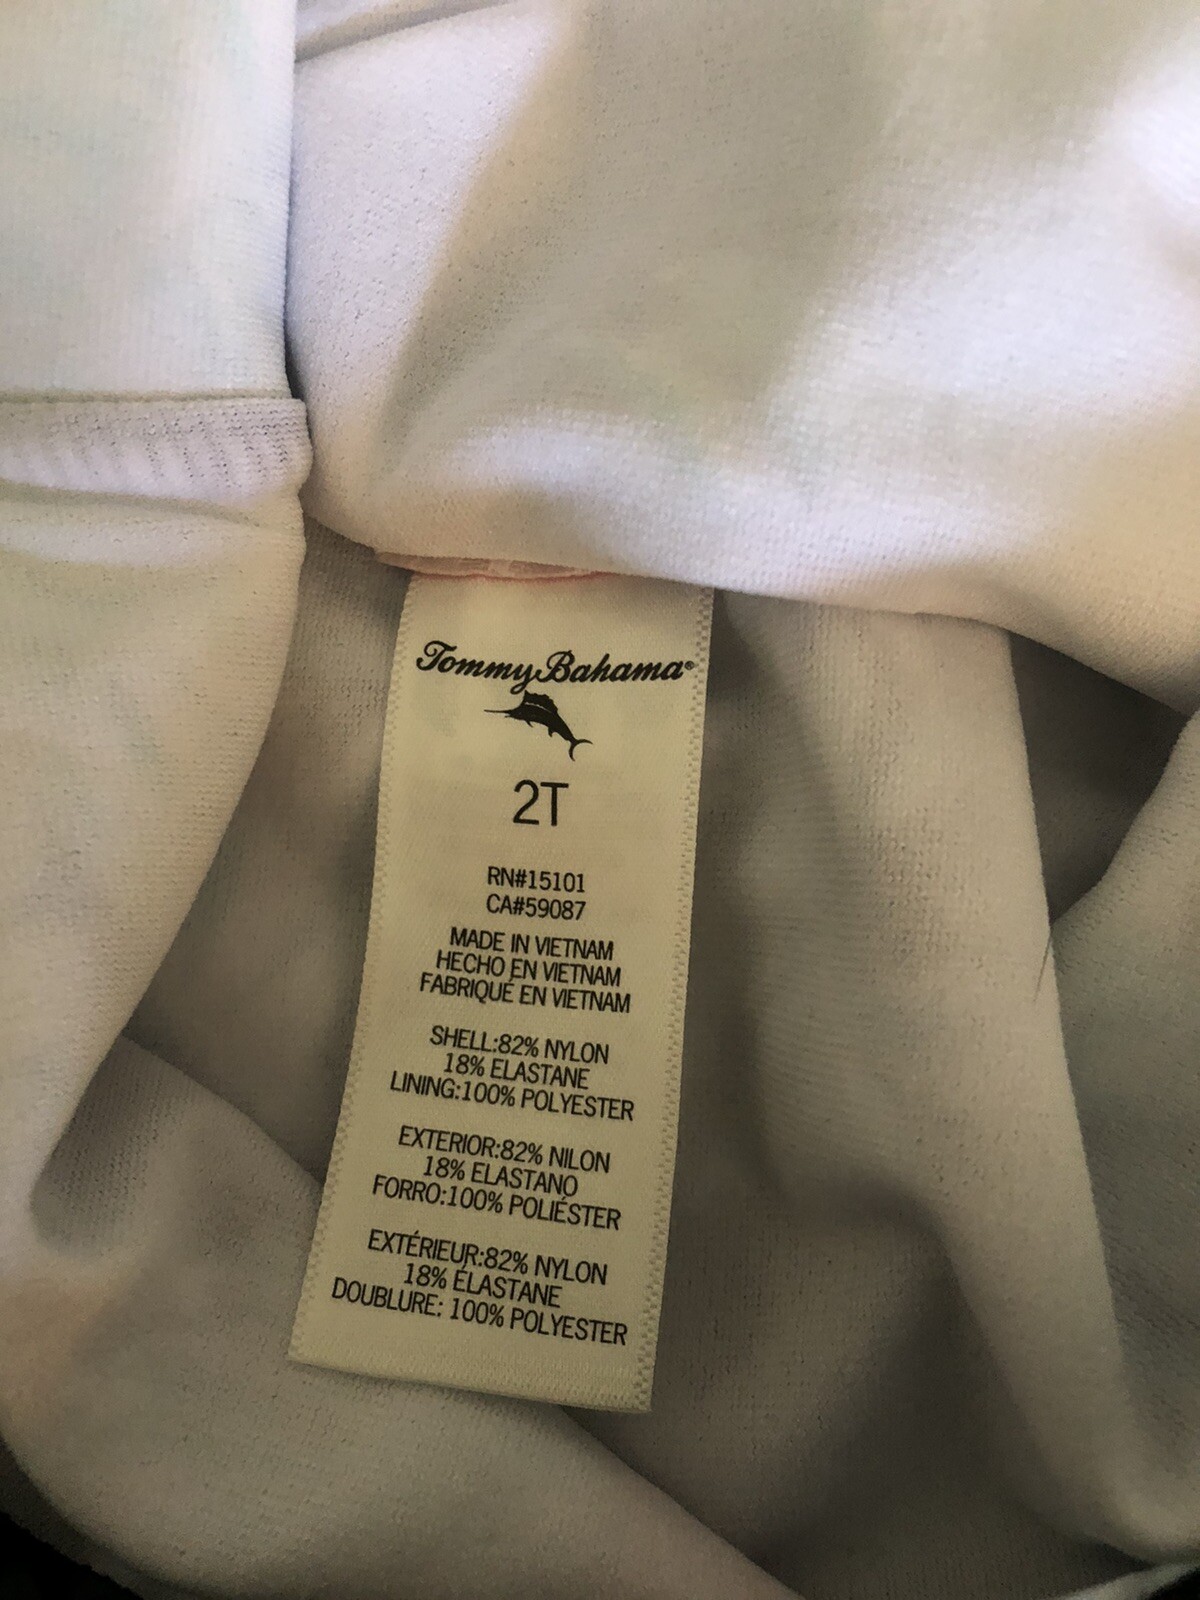 Tommy Bahama®
2T
RN#15101
CA#59087
MADE IN VIETNAM
HECHO EN VIETNAM
FABRIQUÉ EN VIETNAM
SHELL:82% NYLON
18% ELASTANE
LINING:100% POLYESTER
EXTERIOR:82% NILON
18% ELASTANO
FORRO:100% POLIÉSTER
EXTÉRIEUR:82% NYLON
18% ÉLASTANE
DOUBLURE: 100% POLYESTER